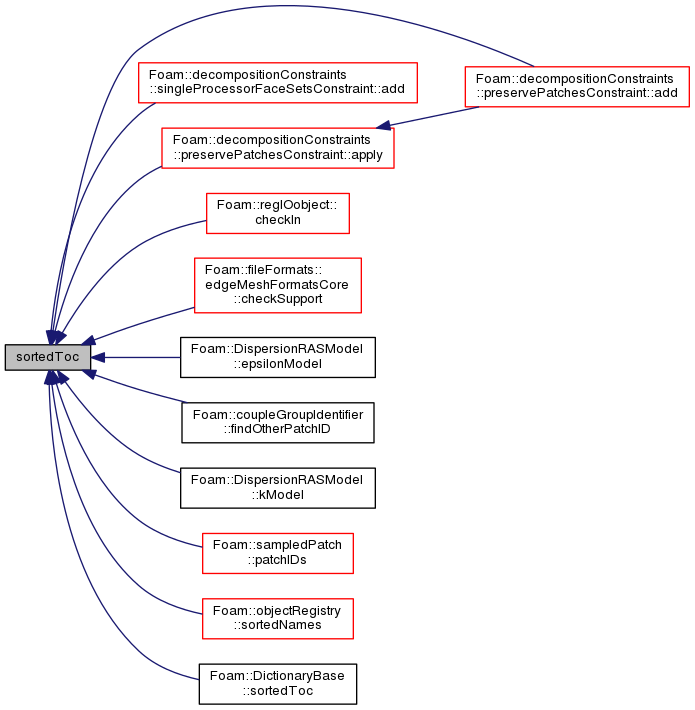 Foam::decompositionConstraints
::singleProcessorFaceSetsConstraint::add
Foam::decompositionConstraints
::preservePatchesConstraint::add
Foam::decompositionConstraints
::preservePatchesConstraint::apply
Foam::regIOobject::
checkIn
Foam::fileFormats::
edgeMeshFormatsCore
::checkSupport
sortedToc
Foam::DispersionRASModel
::epsilonModel
Foam::coupleGroupIdentifier
::findOtherPatchID
Foam::DispersionRASModel
::kModel
Foam::sampledPatch
::patchIDs
Foam::objectRegistry
::sortedNames
Foam::DictionaryBase
::sortedToc